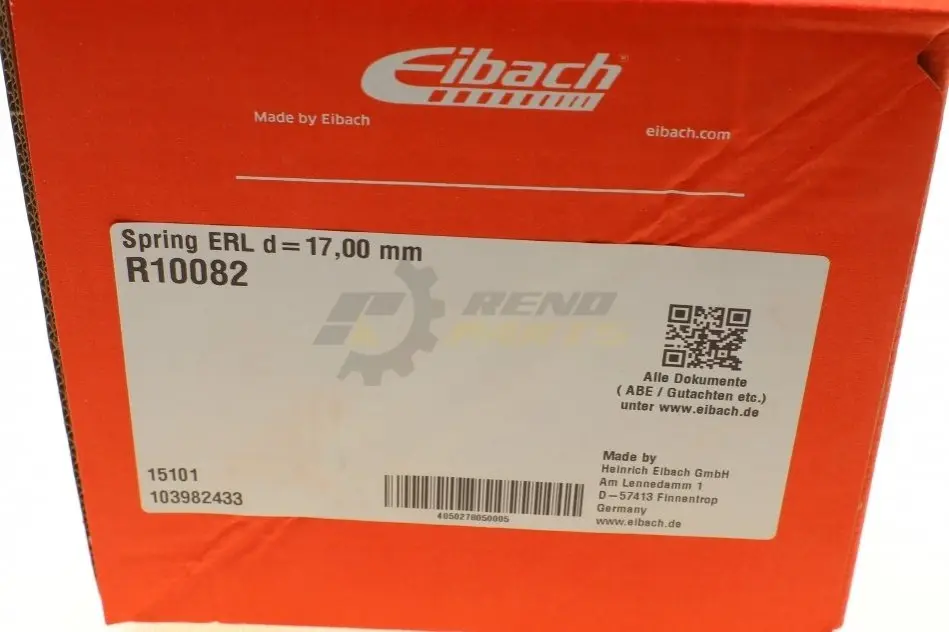 Eibach®
Made by Eibach
eibach.com
Spring ERL d=17,00 mm
R10082
RENO
PARTS
Alle Dokumente
( ABE / Gutachten etc.)
unter www.eibach.de
15101
103982433
4050278050005
Made by
Heinrich Eibach GmbH
Am Lennedamm 1
D-57413 Finnentrop
Germany
www.eibach.de